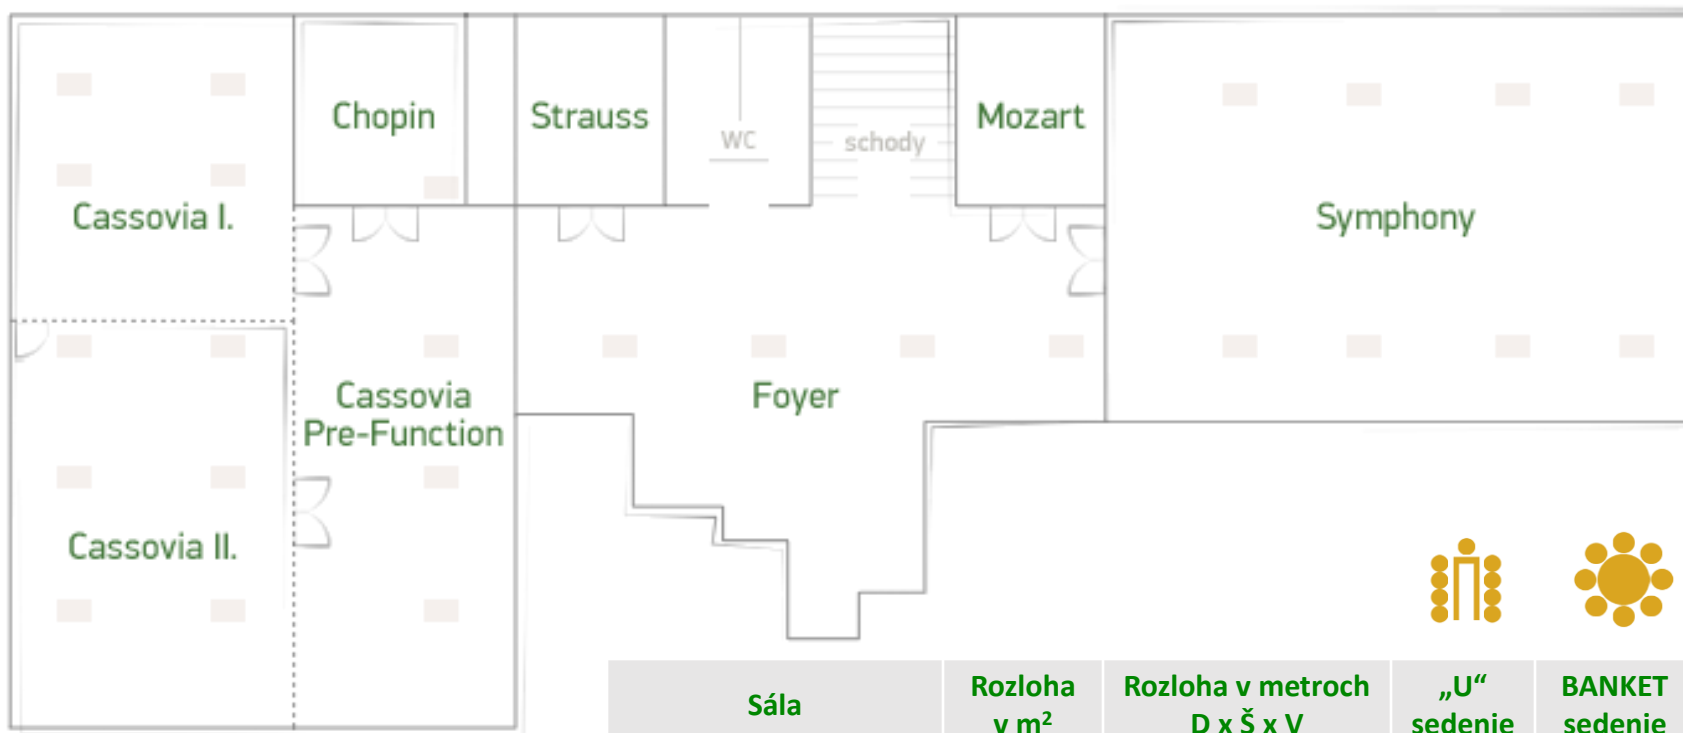 Chopin
Strauss
WC
schody
Mozart
Cassovia I.
Symphony
Cassovia
Pre-Function
Foyer
Cassovia II.
Sála
Rozloha
v m²
Rozloha v metroch
D x Š x V
„U“
sedenie
BANKET
sedenie